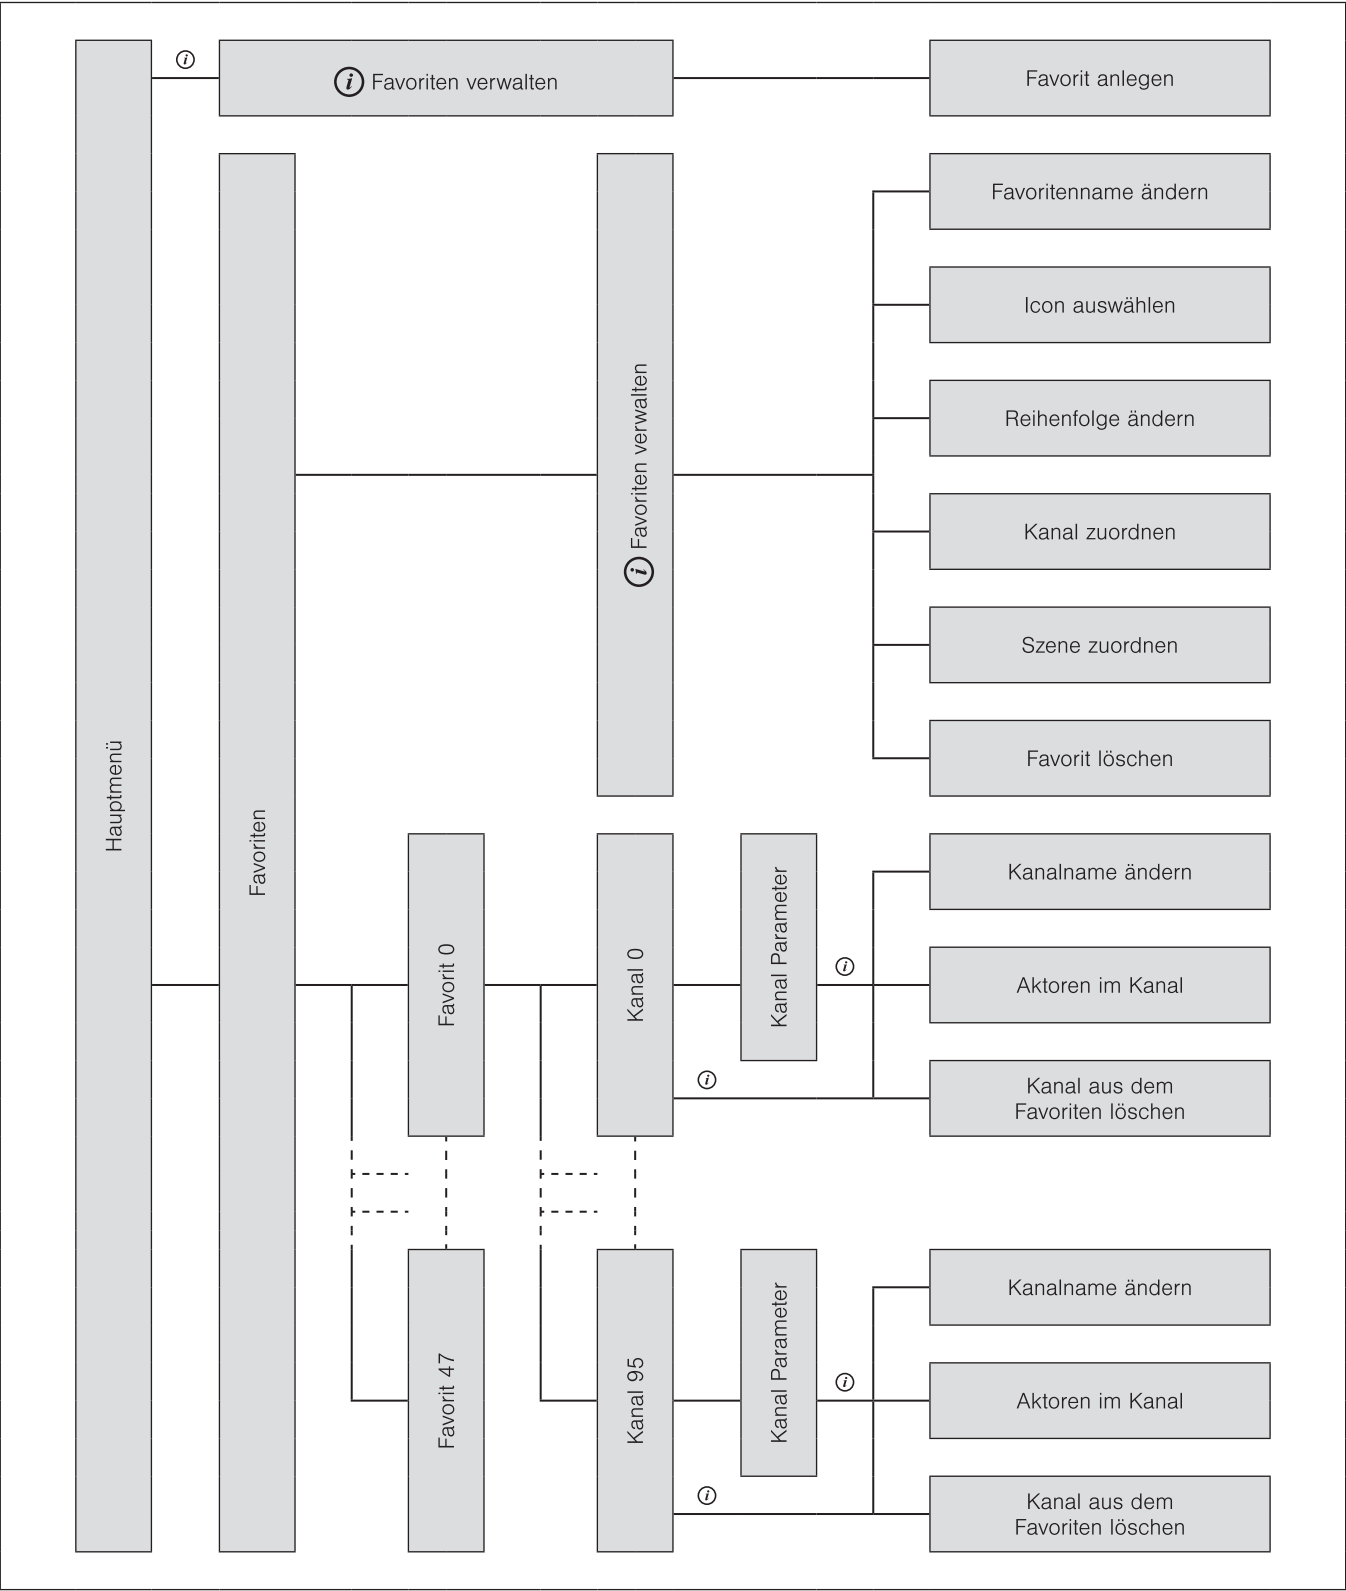 Hauptmenü
i
i Favoriten verwalten
Favorit anlegen
Favoriten
i Favoriten verwalten
Favoritenname ändern
Icon auswählen
Reihenfolge ändern
Kanal zuordnen
Szene zuordnen
Favorit löschen
Favorit 0
Kanal 0
Kanal Parameter
i
i
Kanalname ändern
Aktoren im Kanal
Kanal aus dem
Favoriten löschen
Favorit 47
Kanal 95
Kanal Parameter
i
i
Kanalname ändern
Aktoren im Kanal
Kanal aus dem
Favoriten löschen